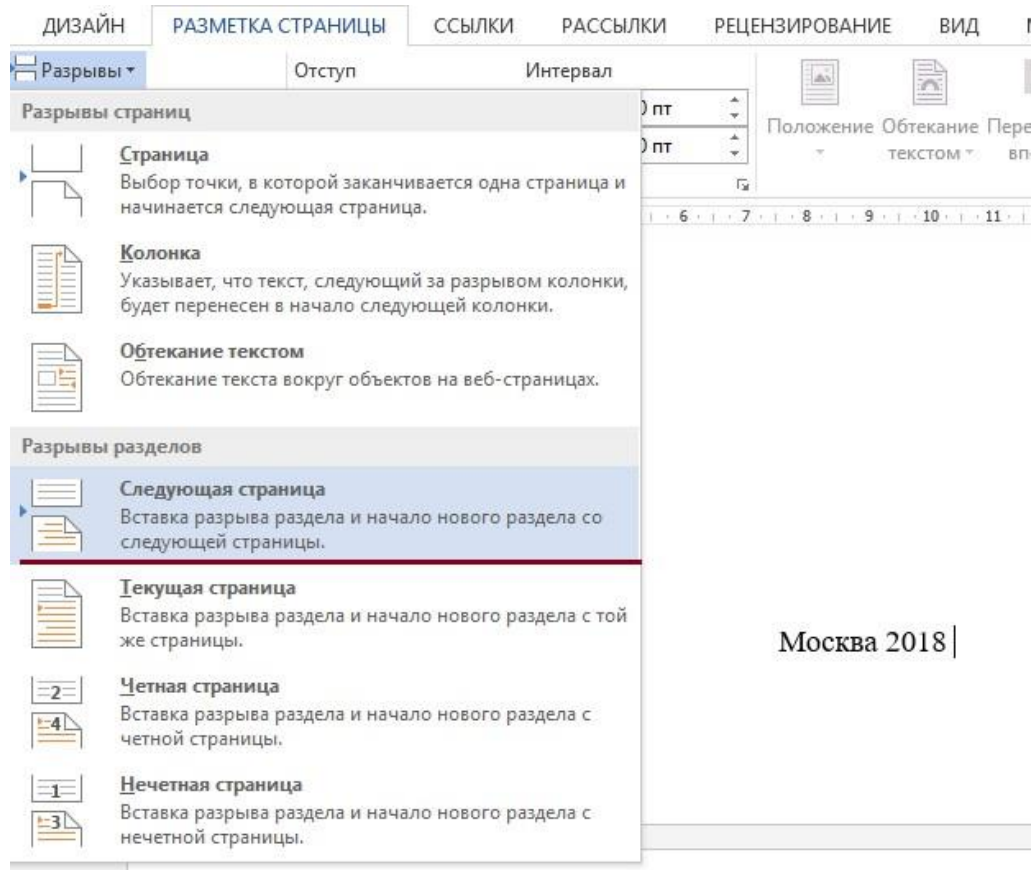 ДИЗАЙН РАЗМЕТКА СТРАНИЦЫ ССЫЛКИ РАССЫЛКИ РЕЦЕНЗИРОВАНИЕ ВИД
Разрывы Отступ Интервал
Разрывы страниц
0 пт
Положение Обтекание
пт
текстом
Страница
Выбор точки, в которой заканчивается одна страница и
начинается следующая страница.
6 7 8 9 10 11
Колонка
Указывает, что текст, следующий за разрывом колонки,
будет перенесен в начало следующей колонки.
Обтекание текстом
Обтекание текста вокруг объектов на веб-страницах.
Разрывы разделов
Следующая страница
Вставка разрыва раздела и начало нового раздела со
следующей страницы.
Текущая страница
Вставка разрыва раздела и начало нового раздела с той
же страницы.
Москва 2018
2
4
Четная страница
Вставка разрыва раздела и начало нового раздела с
четной страницы.
1
3
Нечетная страница
Вставка разрыва раздела и начало нового раздела с
нечетной страницы.